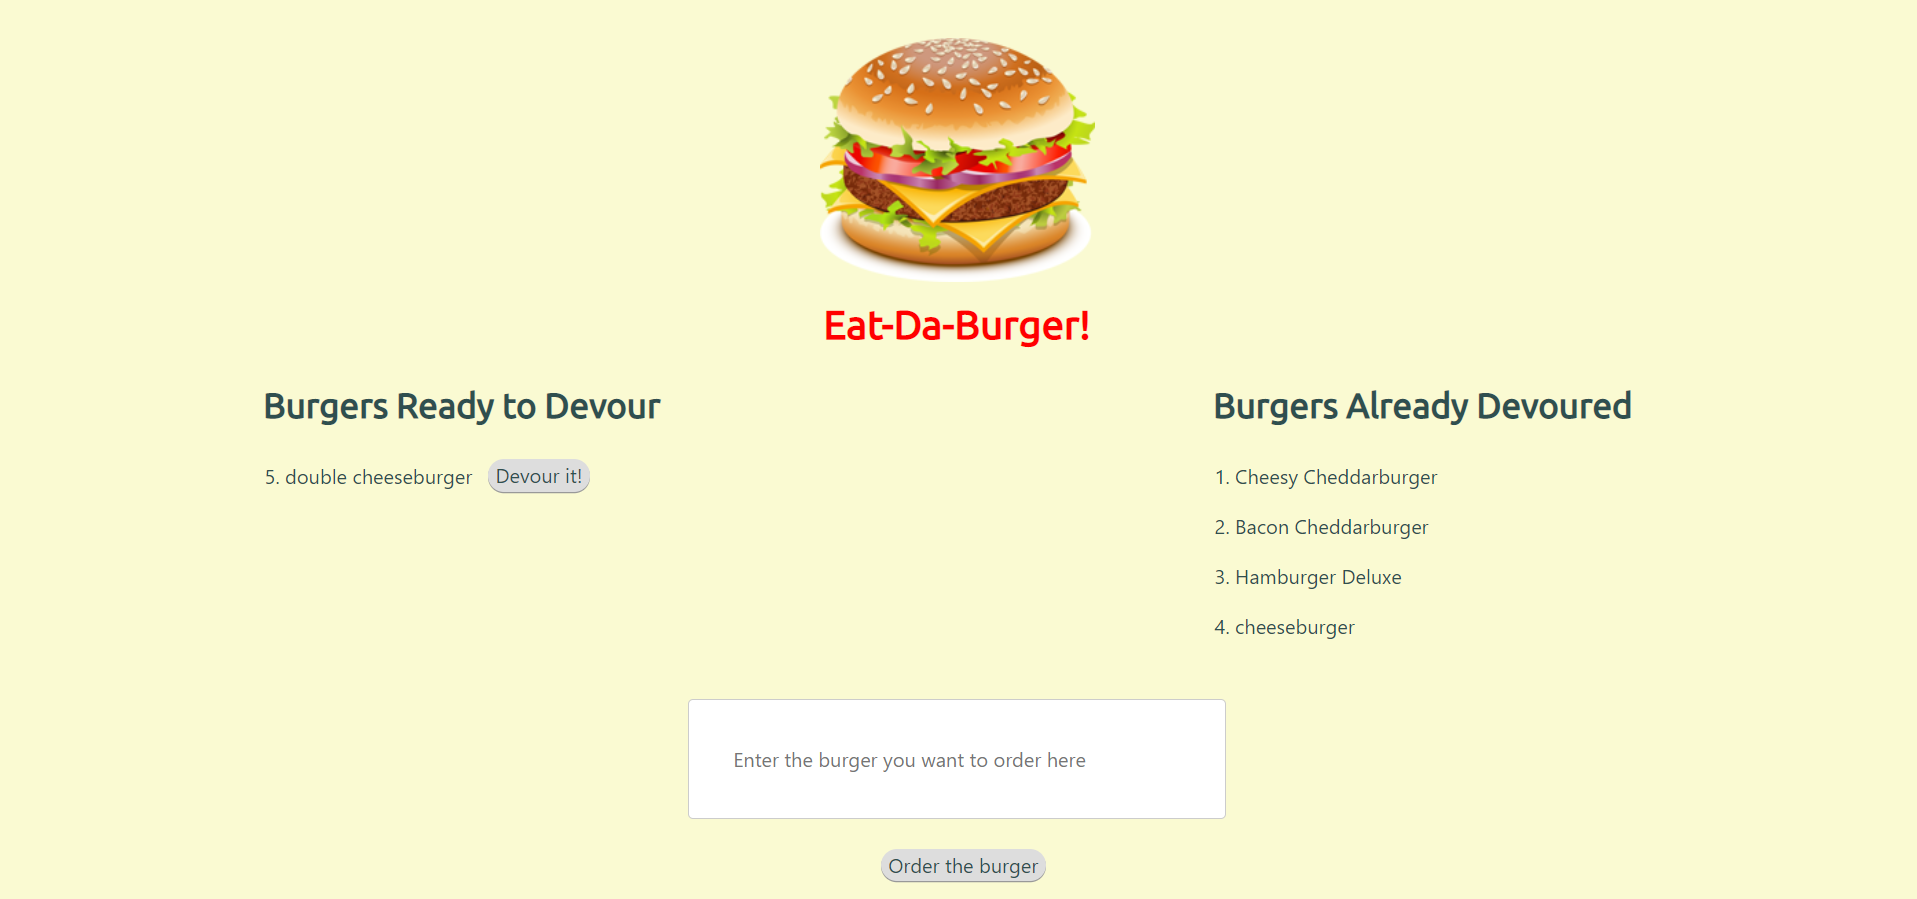 Eat-Da-Burger!
Burgers Ready to Devour
5. double cheeseburger Devour it!
Burgers Already Devoured
1. Cheesy Cheddarburger
2. Bacon Cheddarburger
3. Hamburger Deluxe
4. cheeseburger
Enter the burger you want to order here
Order the burger